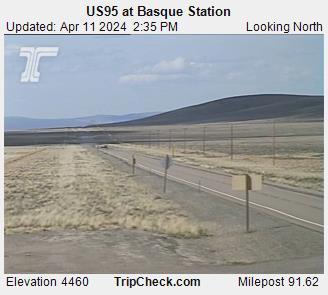 US95 at Basque Station
Updated: Apr 11 2024 2:35 PM Looking North
Elevation 4460 TripCheck.com Milepost 91.62